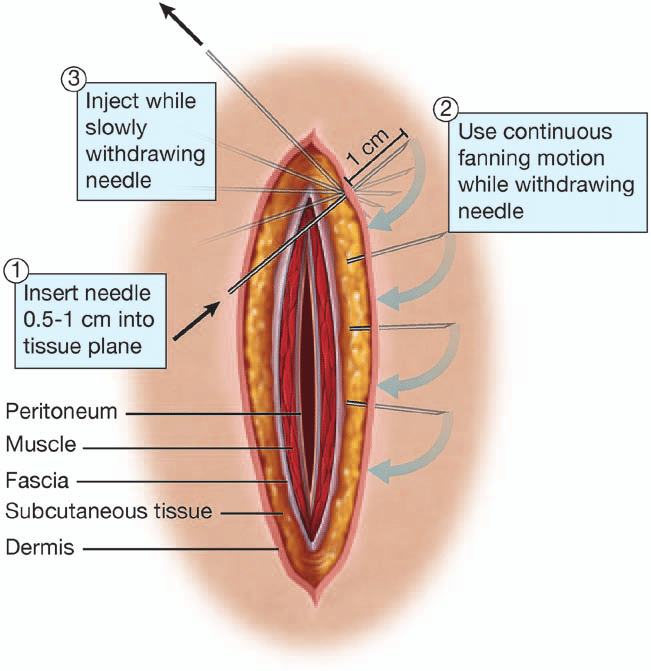 3
Inject while
slowly
withdrawing
needle
1 cm
2
Use continuous
fanning motion
while withdrawing
needle
1
Insert needle
0.5-1 cm into
tissue plane
Peritoneum
Muscle
Fascia
Subcutaneous tissue
Dermis